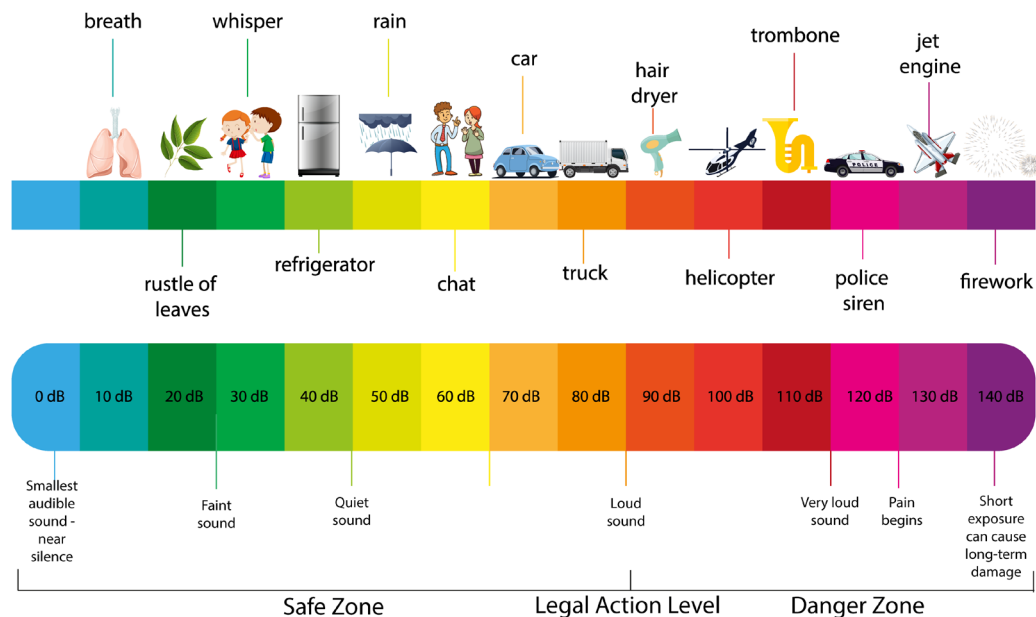 breath
whisper
rain
car
hair
dryer
trombone
jet
engine
POLICE
rustle of
leaves
refrigerator
chat
truck
helicopter
police
siren
firework
0 dB
10 dB
20 dB
30 dB
40 dB
50 dB
60 dB
70 dB
80 dB
90 dB
100 dB
110 dB
120 dB
130 dB
140 dB
Smallest
audible
sound -
near
silence
Faint
sound
Quiet
sound
Loud
sound
Very loud
sound
Pain
begins
Short
exposure
can cause
long-term
damage
Safe Zone
Legal Action Level
Danger Zone